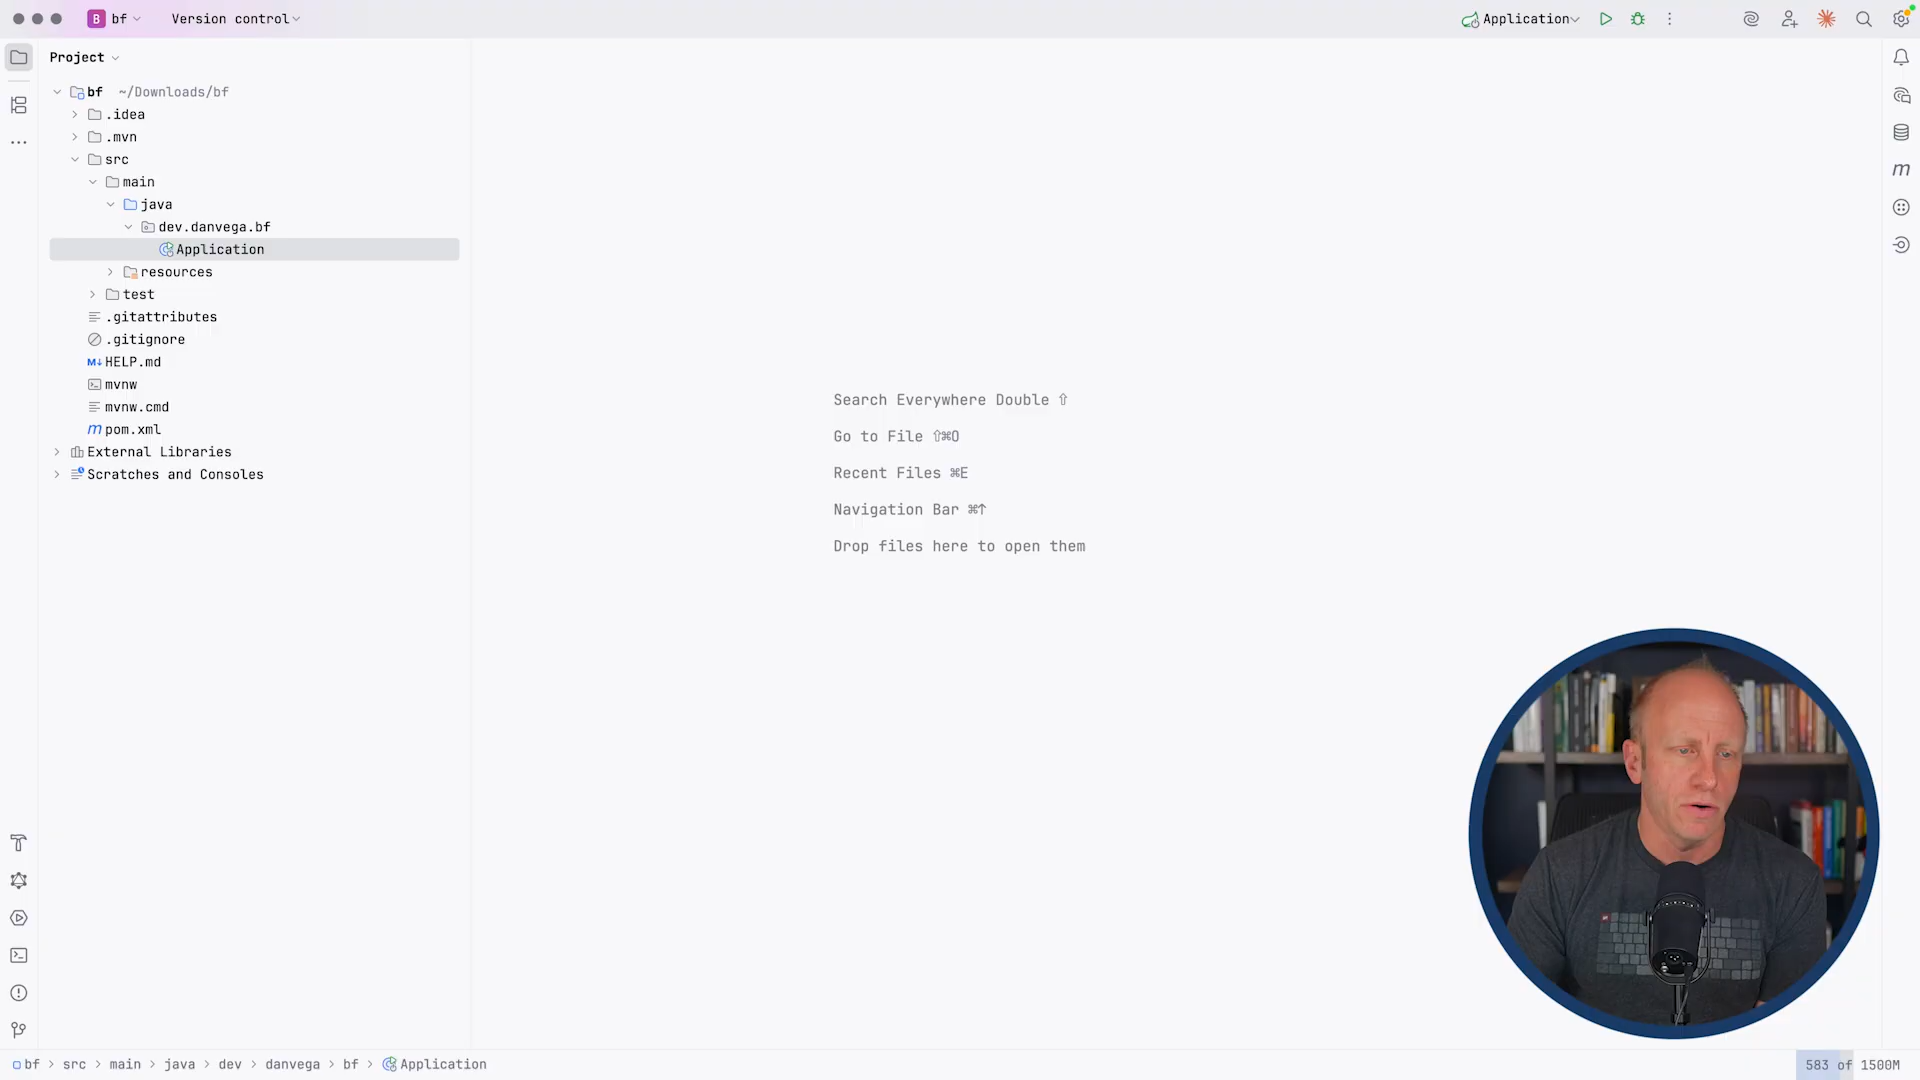 B bf
Version control
Application
Project
bf ~/Downloads/bf
.idea
.mvn
src
main
java
dev.danvega.bf
Application
resources
test
.gitattributes
.gitignore
M↓ HELP.md
mvnw
mvnw.cmd
m pom.xml
External Libraries
Scratches and Consoles
Search Everywhere Double ⇧
Go to File ⇧⌘O
Recent Files ⌘E
Navigation Bar ⌘↑
Drop files here to open them
m
bf > src > main > java > dev > danvega > bf > Application
583 of 1500M